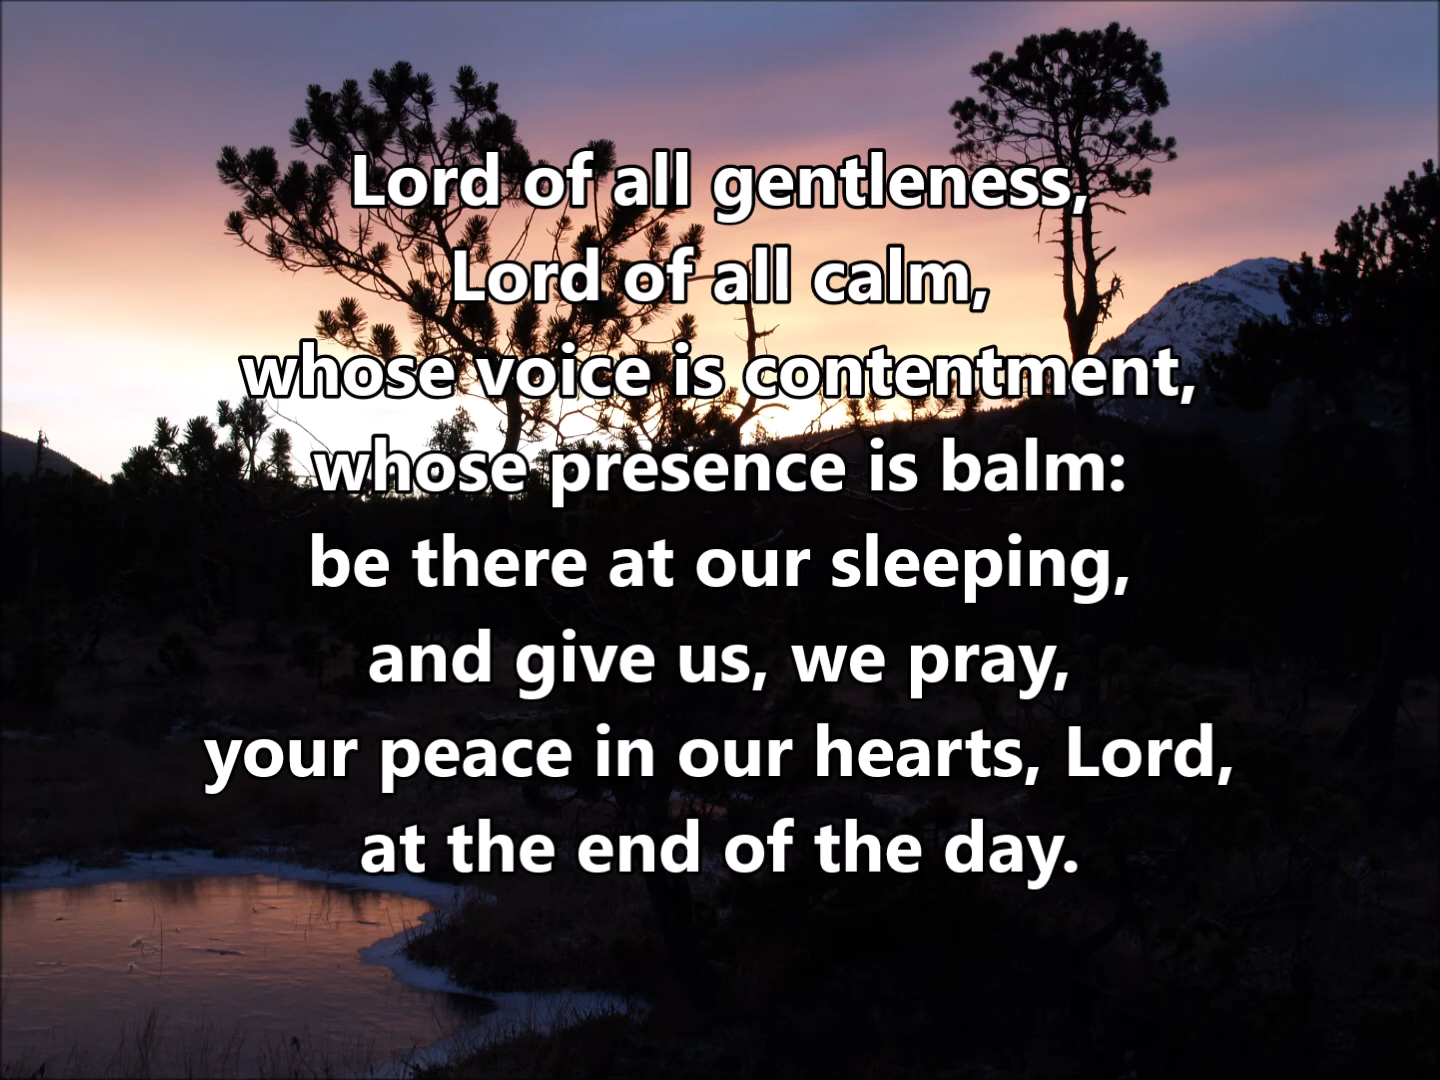 Lord of all gentleness,
Lord of all calm,
whose voice is contentment,
whose presence is balm:
be there at our sleeping,
and give us, we pray,
your peace in our hearts, Lord,
at the end of the day.